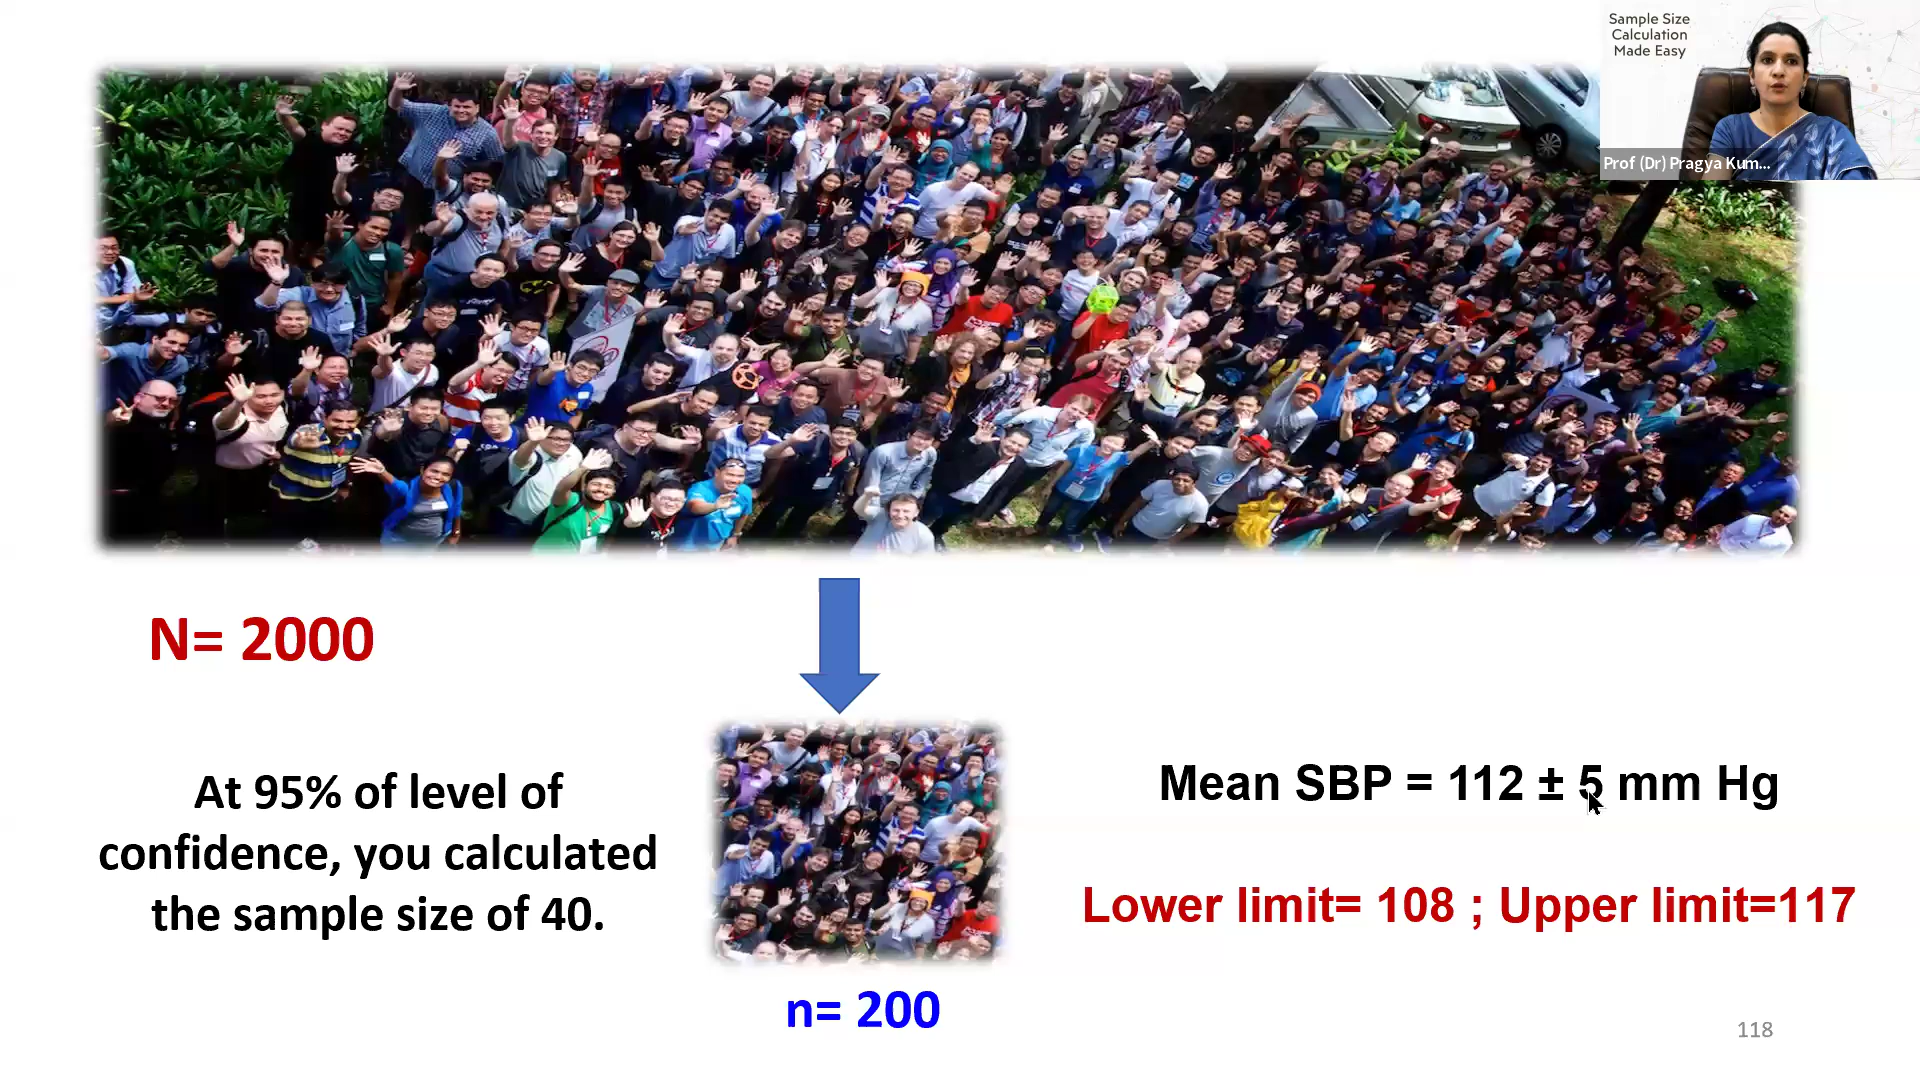 Sample Size
Calculation
Made Easy
Prof (Dr) Pragya Kum...
N= 2000
At 95% of level of
confidence, you calculated
the sample size of 40.
Mean SBP = 112 ± 5 mm Hg
Lower limit= 108 ; Upper limit=117
n= 200
118